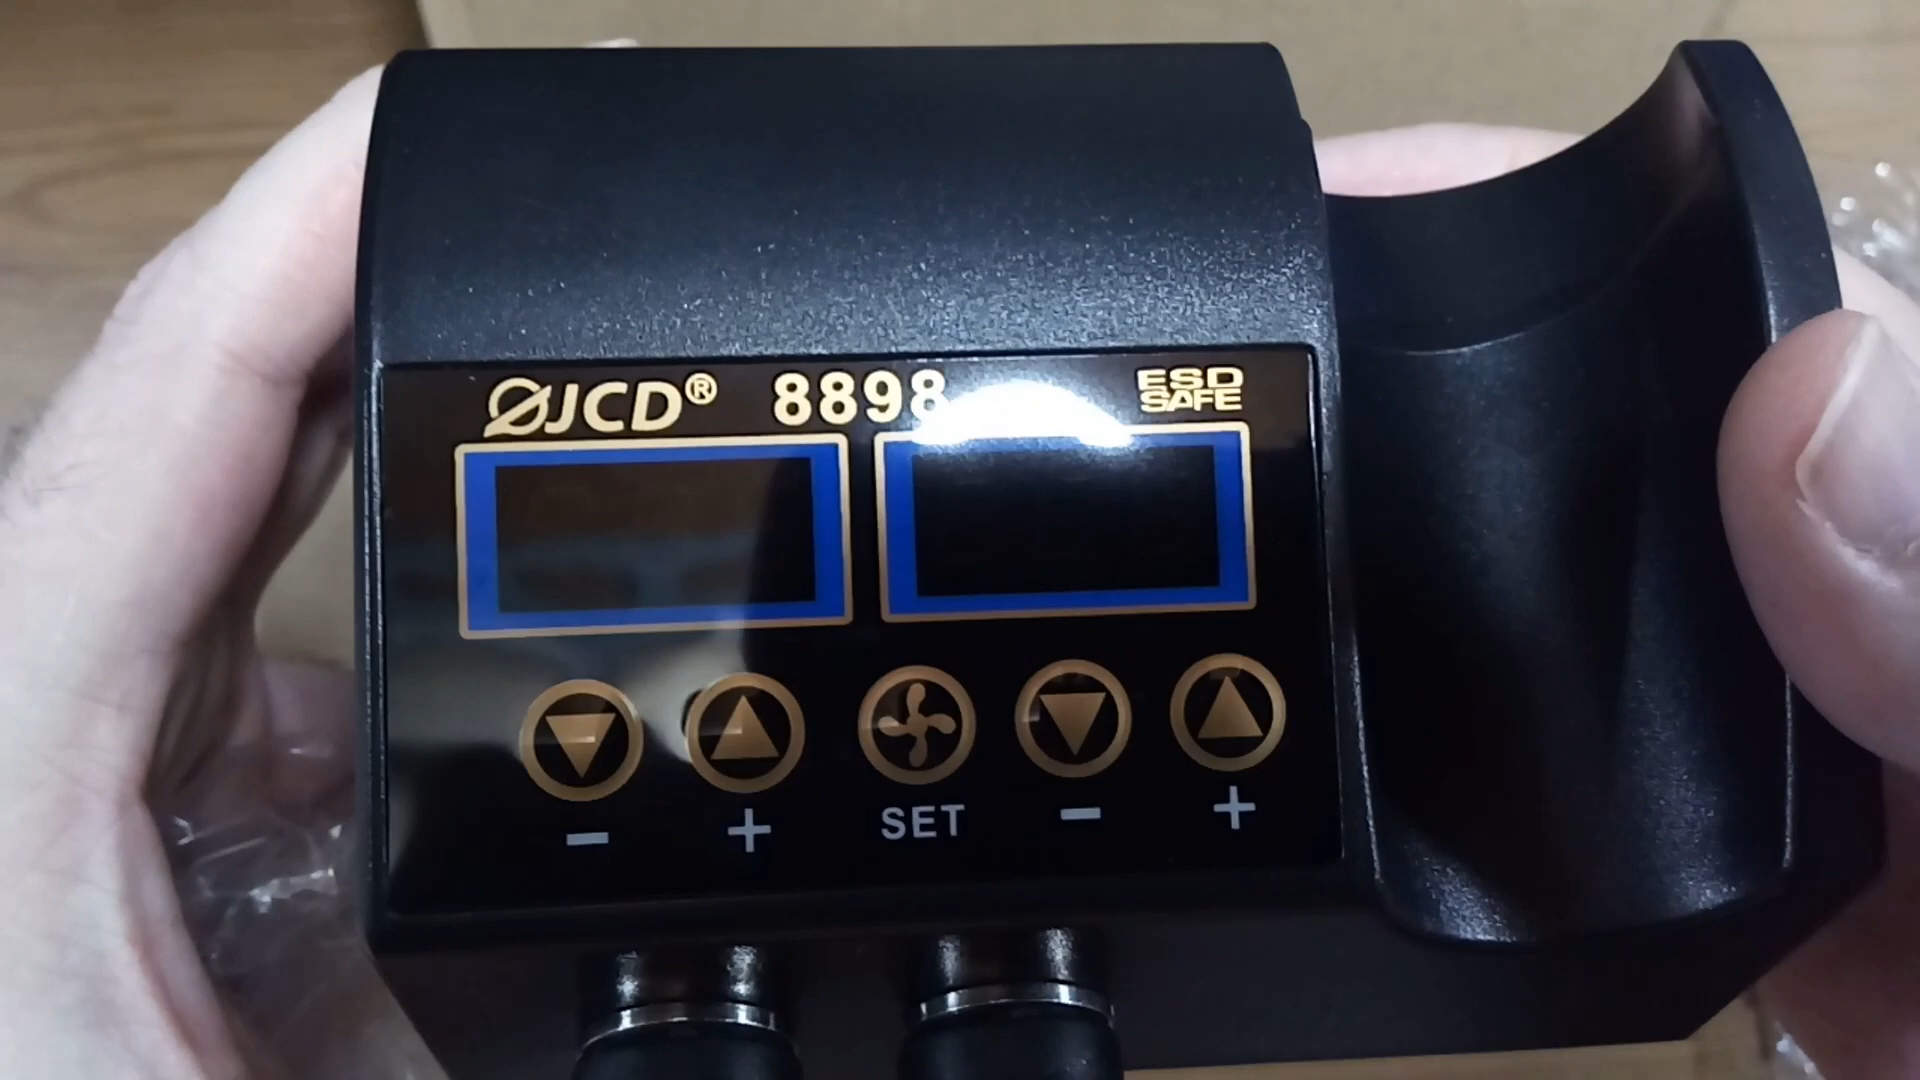 JCD® 8898 ESD SAFE
- + SET - +